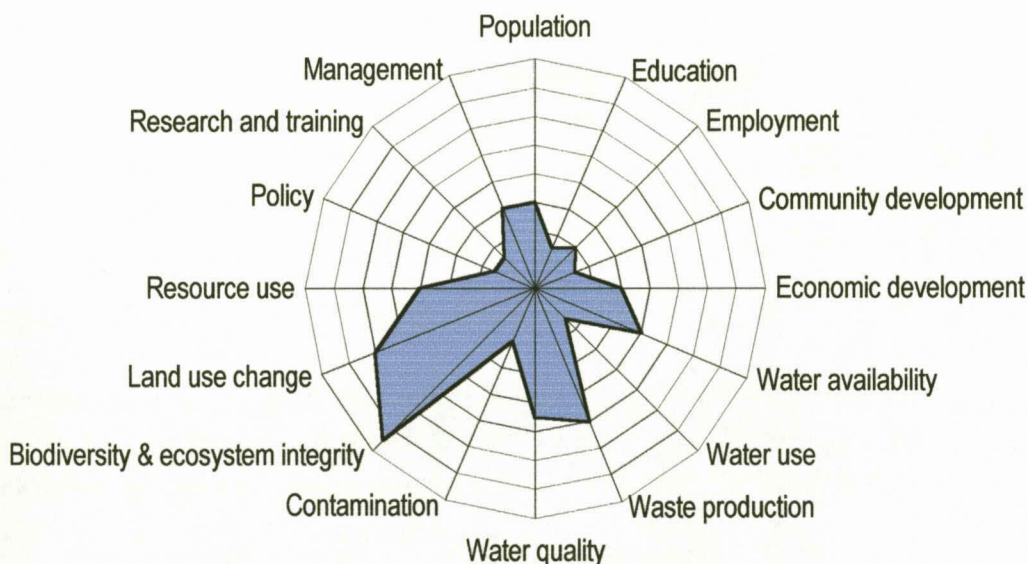 Population
Education
Employment
Community development
Economic development
Water availability
Water use
Waste production
Water quality
Contamination
Biodiversity & ecosystem integrity
Land use change
Resource use
Policy
Research and training
Management